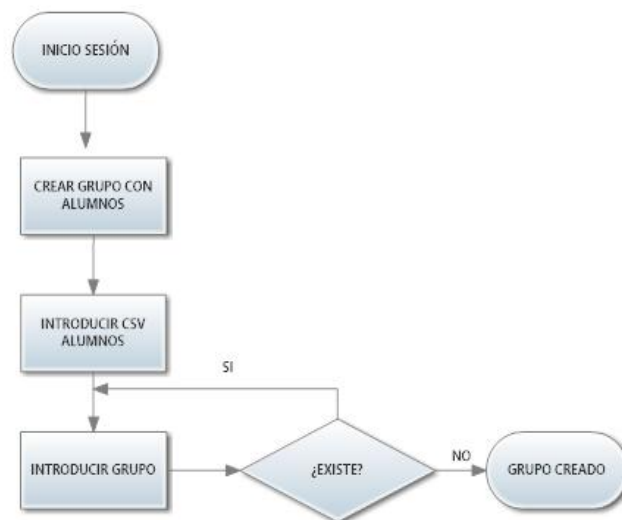 INICIO SESIÓN
CREAR GRUPO CON
ALUMNOS
INTRODUCIR CSV
ALUMNOS
SI
INTRODUCIR GRUPO
¿EXISTE?
NO
GRUPO CREADO